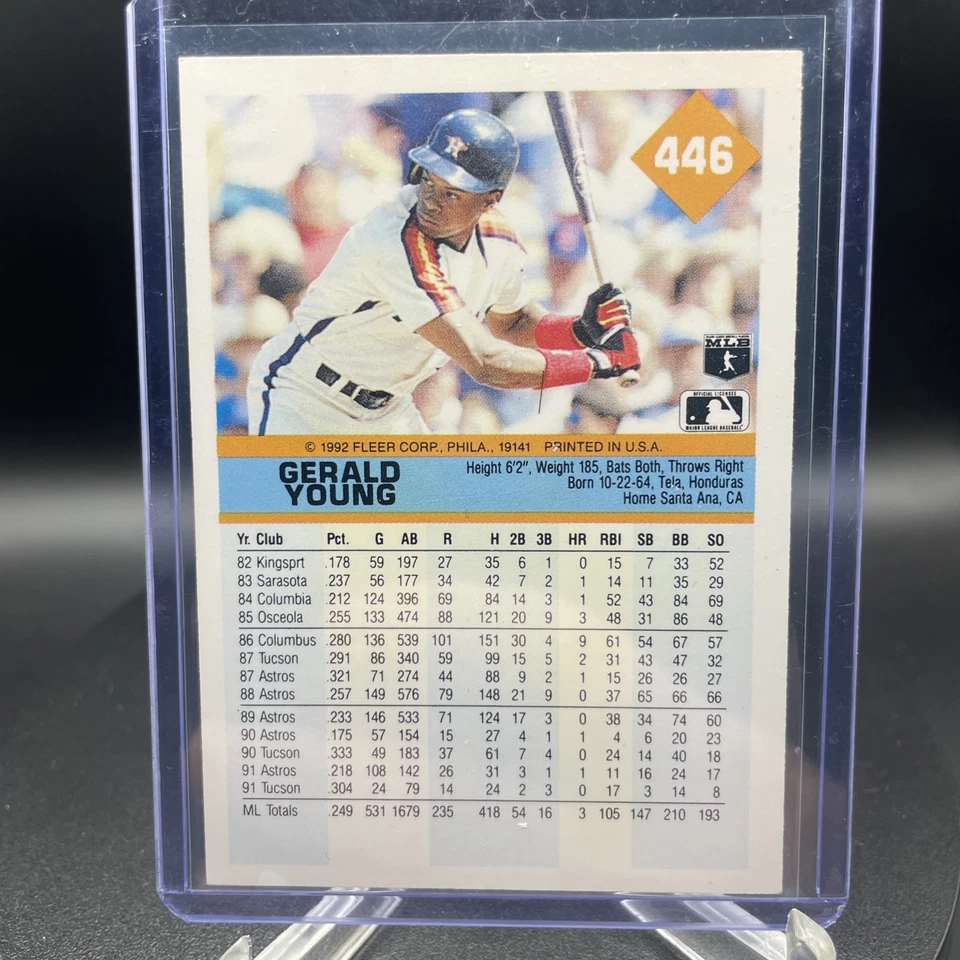 446
MLS
OFFICIAL LICENSEE
MAJOR LEAGUE BASEBALL
© 1992 FLEER CORP., PHILA., 19141 PRINTED IN U.S.A.
GERALD
YOUNG
Height 6'2", Weight 185, Bats Both, Throws Right
Born 10-22-64, Tela, Honduras
Home Santa Ana, CA
Yr. Club Pct. G AB R H 2B 3B HR RBI SB BB SO
82 Kingsprt .178 59 197 27 35 6 1 0 15 7 33 52
83 Sarasota .237 56 177 34 42 7 2 1 14 11 35 29
84 Columbia .212 124 396 69 84 14 3 1 52 43 84 69
85 Osceola .255 133 474 88 121 20 9 3 48 31 86 48
86 Columbus .280 136 539 101 151 30 4 9 61 54 67 57
87 Tucson .291 86 340 59 99 15 5 2 31 43 47 32
87 Astros .321 71 274 44 88 9 2 1 15 26 26 27
88 Astros .257 149 576 79 148 21 9 0 37 65 66 66
89 Astros .233 146 533 71 124 17 3 0 38 34 74 60
90 Astros .175 57 154 15 27 4 1 1 4 6 20 23
90 Tucson .333 49 183 37 61 7 4 0 24 14 40 18
91 Astros .218 108 142 26 31 3 1 1 11 16 24 17
91 Tucson .304 24 79 14 24 2 3 0 17 3 14 8
ML Totals .249 531 1679 235 418 54 16 3 105 147 210 193